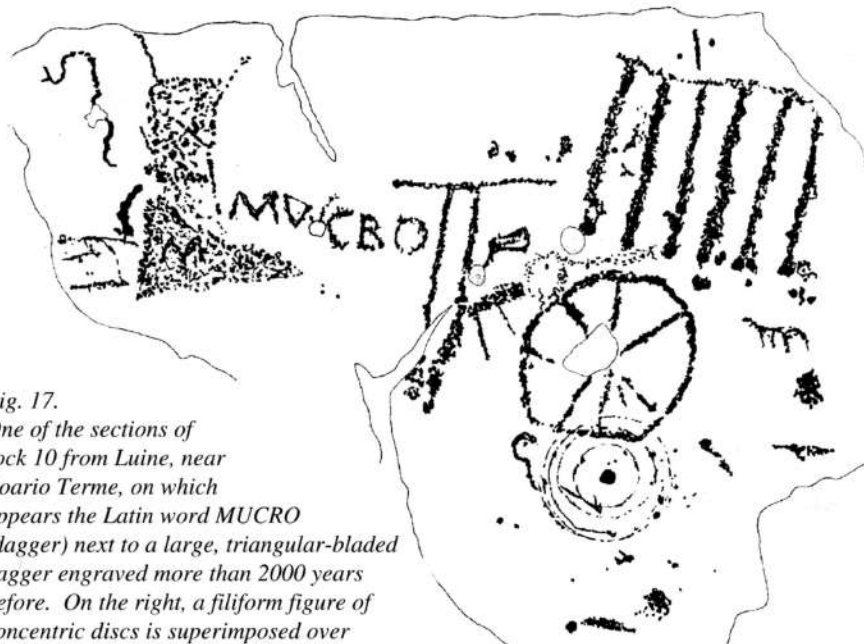 MUCRO
M
ig. 17.
ne of the sections of
ock 10 from Luine, near
oario Terme, on which
ppears the Latin word MUCRO
dagger) next to a large, triangular-bladed
agger engraved more than 2000 years
efore. On the right, a filiform figure of
oncentric discs is superimposed over